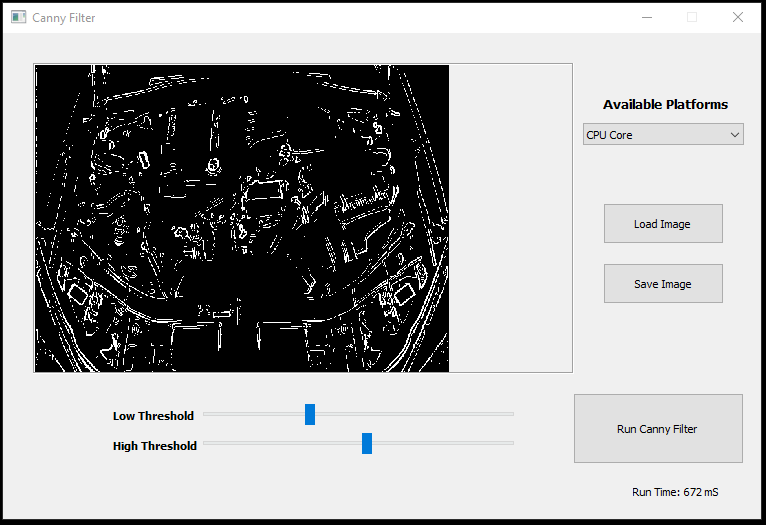 Canny Filter
Available Platforms
CPU Core
Load Image
Save Image
Low Threshold
High Threshold
Run Canny Filter
Run Time: 672 mS